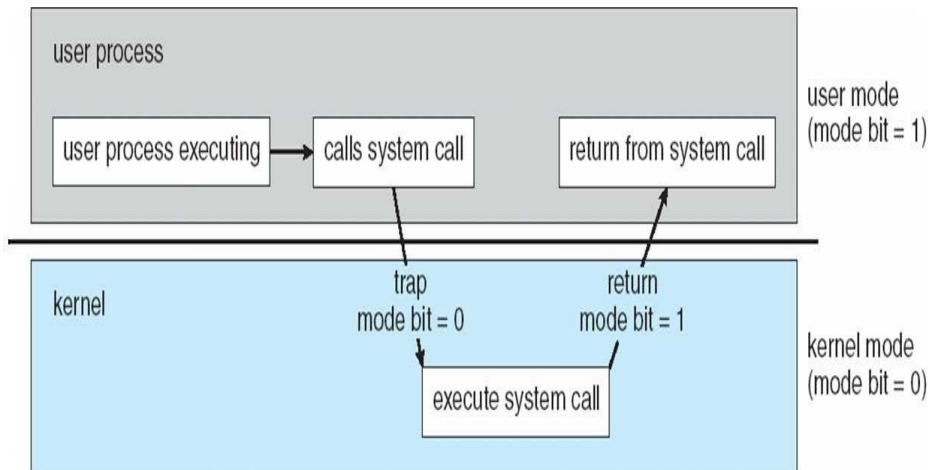 user process
user process executing
calls system call
return from system call
user mode
(mode bit = 1)
trap
mode bit = 0
return
mode bit = 1
kernel
execute system call
kernel mode
(mode bit = 0)